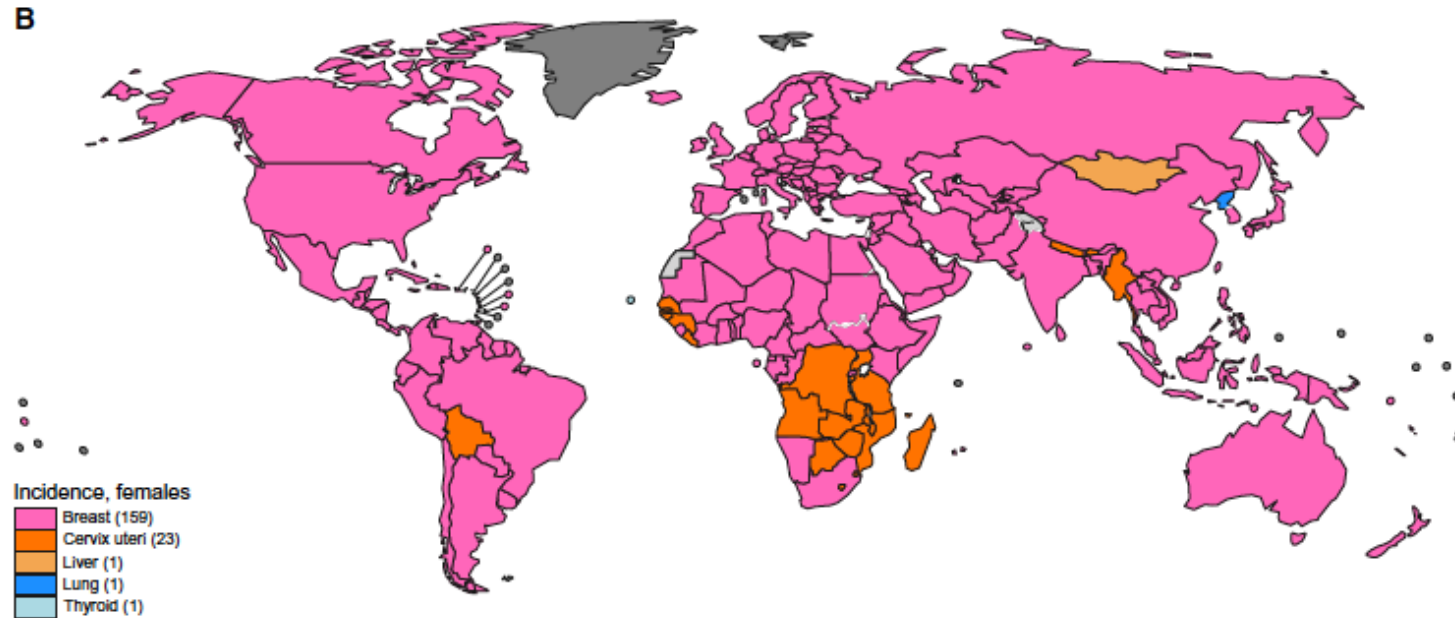 B
Incidence, females
Breast (159)
Cervix uteri (23)
Liver (1)
Lung (1)
Thyroid (1)